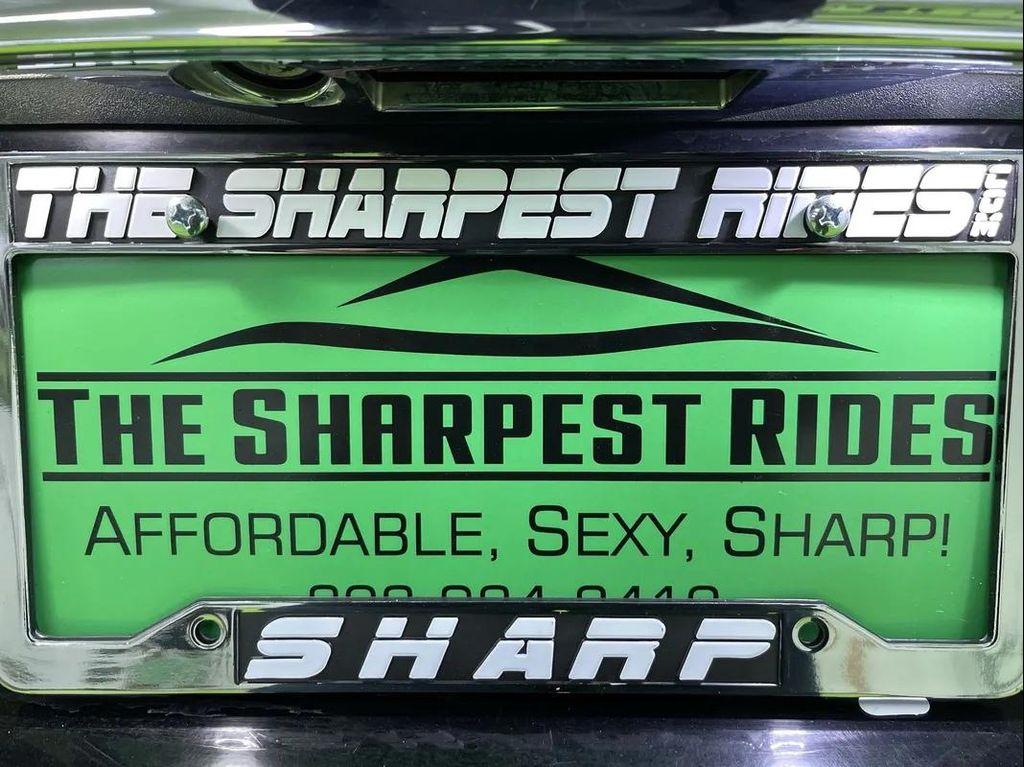 THE SHARPEST RIDES.COM
THE SHARPEST RIDES
AFFORDABLE, SEXY, SHARP!
SHARP